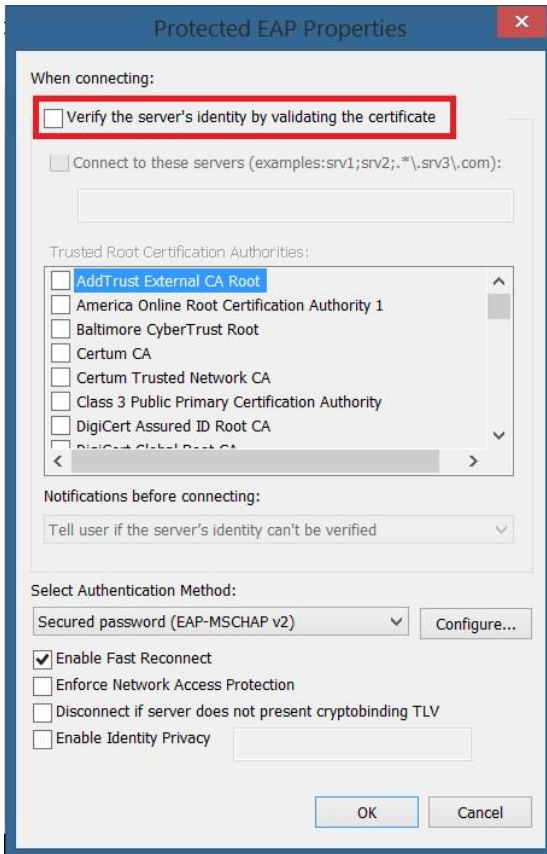 Protected EAP Properties
When connecting:
Verify the server's identity by validating the certificate
Connect to these servers (examples:srv1;srv2;.*\.srv3\.com):
Trusted Root Certification Authorities:
AddTrust External CA Root
America Online Root Certification Authority 1
Baltimore CyberTrust Root
Certum CA
Certum Trusted Network CA
Class 3 Public Primary Certification Authority
DigiCert Assured ID Root CA
DigiCert Global Root CA
Notifications before connecting:
Tell user if the server's identity can't be verified
Select Authentication Method:
Secured password (EAP-MSCHAP v2)
Configure...
Enable Fast Reconnect
Enforce Network Access Protection
Disconnect if server does not present cryptobinding TLV
Enable Identity Privacy
OK
Cancel